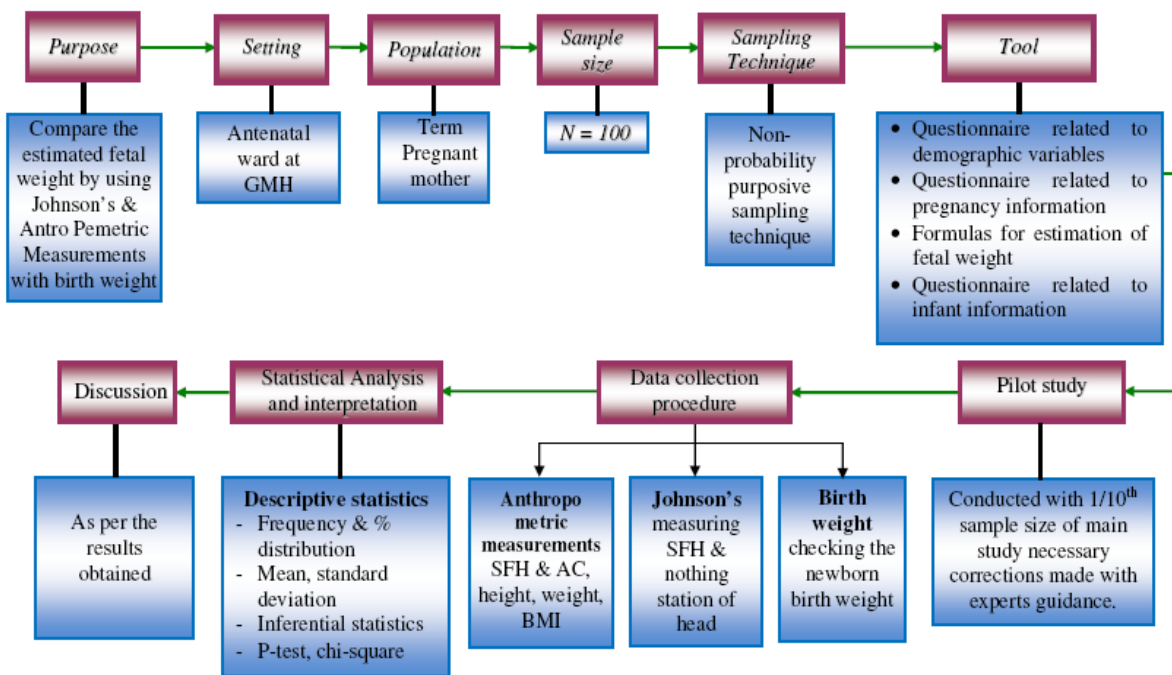 Purpose
Setting
Population
Sample
size
Sampling
Technique
Tool
Compare the
estimated fetal
weight by using
Johnson's &
Antro Pemetric
Measurements
with birth weight
Antenatal
ward at
GMH
Term
Pregnant
mother
N = 100
Non-
probability
purposive
sampling
technique
• Questionnaire related to
demographic variables
• Questionnaire related to
pregnancy information
• Formulas for estimation of
fetal weight
• Questionnaire related to
infant information
Discussion
Statistical Analysis
and interpretation
Data collection
procedure
Pilot study
As per the
results
obtained
Descriptive statistics
- Frequency & %
distribution
- Mean, standard
deviation
- Inferential statistics
- P-test, chi-square
Anthropo
metric
measurements
SFH & AC,
height, weight,
BMI
Johnson's
measuring
SFH &
nothing
station of
head
Birth
weight
checking the
newborn
birth weight
Conducted with 1/10th
sample size of main
study necessary
corrections made with
experts guidance.